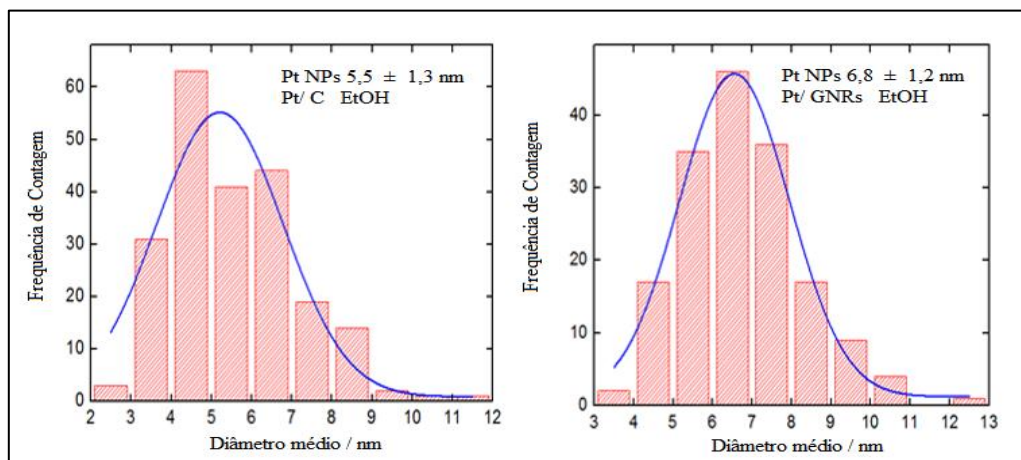 Pt NPs 5,5 ± 1,3 nm
Pt/ C EtOH
Frequência de Contagem
60
50
40
30
20
10
0
2 3 4 5 6 7 8 9 10 11 12
Diâmetro médio / nm
Pt NPs 6,8 ± 1,2 nm
Pt/ GNRs EtOH
Frequência de Contagem
40
30
20
10
0
3 4 5 6 7 8 9 10 11 12 13
Diâmetro médio / nm